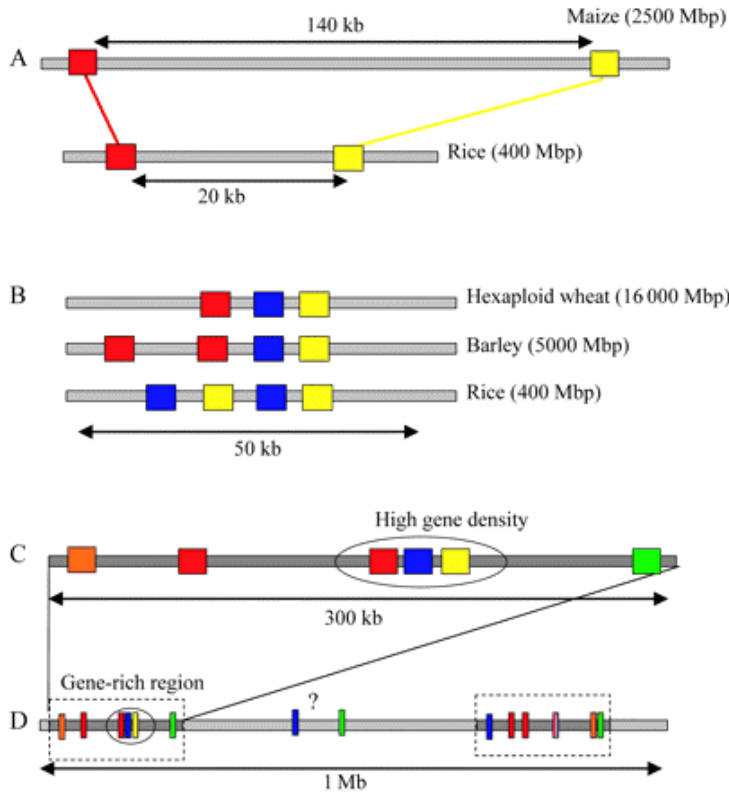 Maize (2500 Mbp)
140 kb
A
Rice (400 Mbp)
20 kb
B
Hexaploid wheat (16 000 Mbp)
Barley (5000 Mbp)
Rice (400 Mbp)
50 kb
High gene density
C
300 kb
Gene-rich region
?
D
1 Mb